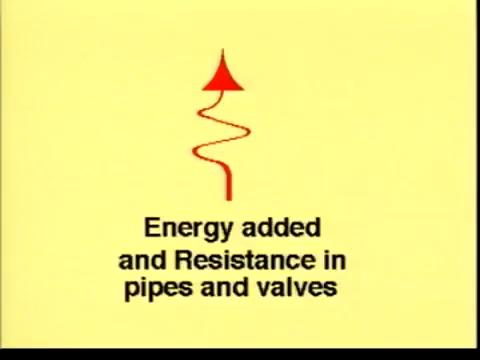 Energy added
and Resistance in
pipes and valves